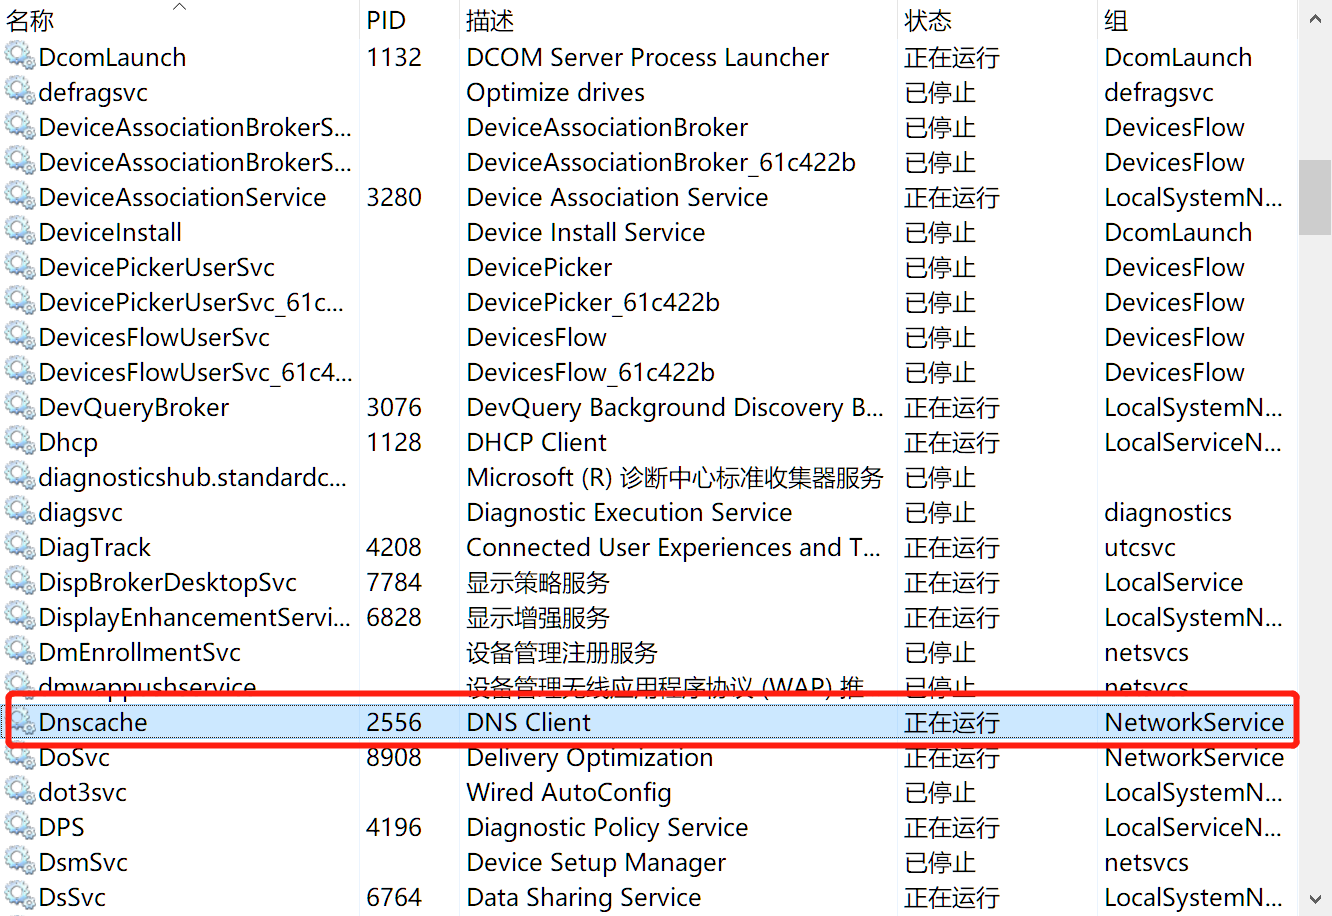 名称 PID 描述 状态 组
DcomLaunch 1132 DCOM Server Process Launcher 正在运行 DcomLaunch
defragsvc Optimize drives 已停止 defragsvc
DeviceAssociationBrokerS... DeviceAssociationBroker 已停止 DevicesFlow
DeviceAssociationBrokerS... DeviceAssociationBroker_61c422b 已停止 DevicesFlow
DeviceAssociationService 3280 Device Association Service 正在运行 LocalSystemN...
DeviceInstall Device Install Service 已停止 DcomLaunch
DevicePickerUserSvc DevicePicker 已停止 DevicesFlow
DevicePickerUserSvc_61c... DevicePicker_61c422b 已停止 DevicesFlow
DevicesFlowUserSvc DevicesFlow 已停止 DevicesFlow
DevicesFlowUserSvc_61c4... DevicesFlow_61c422b 已停止 DevicesFlow
DevQueryBroker 3076 DevQuery Background Discovery B... 正在运行 LocalSystemN...
Dhcp 1128 DHCP Client 正在运行 LocalServiceN...
diagnosticshub.standardc... Microsoft (R) 诊断中心标准收集器服务 已停止
diagsvc Diagnostic Execution Service 已停止 diagnostics
DiagTrack 4208 Connected User Experiences and T... 正在运行 utcsvc
DispBrokerDesktopSvc 7784 显示策略服务 正在运行 LocalService
DisplayEnhancementServi... 6828 显示增强服务 正在运行 LocalSystemN...
DmEnrollmentSvc 设备管理注册服务 已停止 netsvcs
dmwappushservice 设备管理无线应用程序协议 (WAP) 推 已停止 netsvcs
Dnscache 2556 DNS Client 正在运行 NetworkService
DoSvc 8908 Delivery Optimization 正在运行 NetworkService
dot3svc Wired AutoConfig 已停止 LocalSystemN...
DPS 4196 Diagnostic Policy Service 正在运行 LocalServiceN...
DsmSvc Device Setup Manager 已停止 netsvcs
DsSvc 6764 Data Sharing Service 正在运行 LocalSystemN...